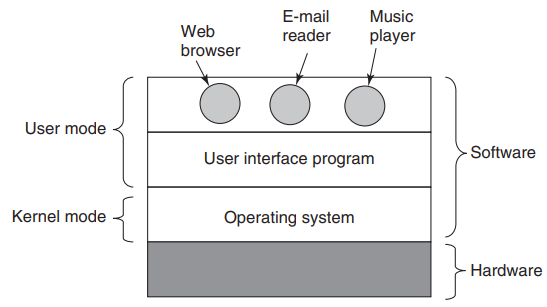 Web
browser
E-mail
reader
Music
player
User mode
User interface program
Software
Kernel mode
Operating system
Hardware